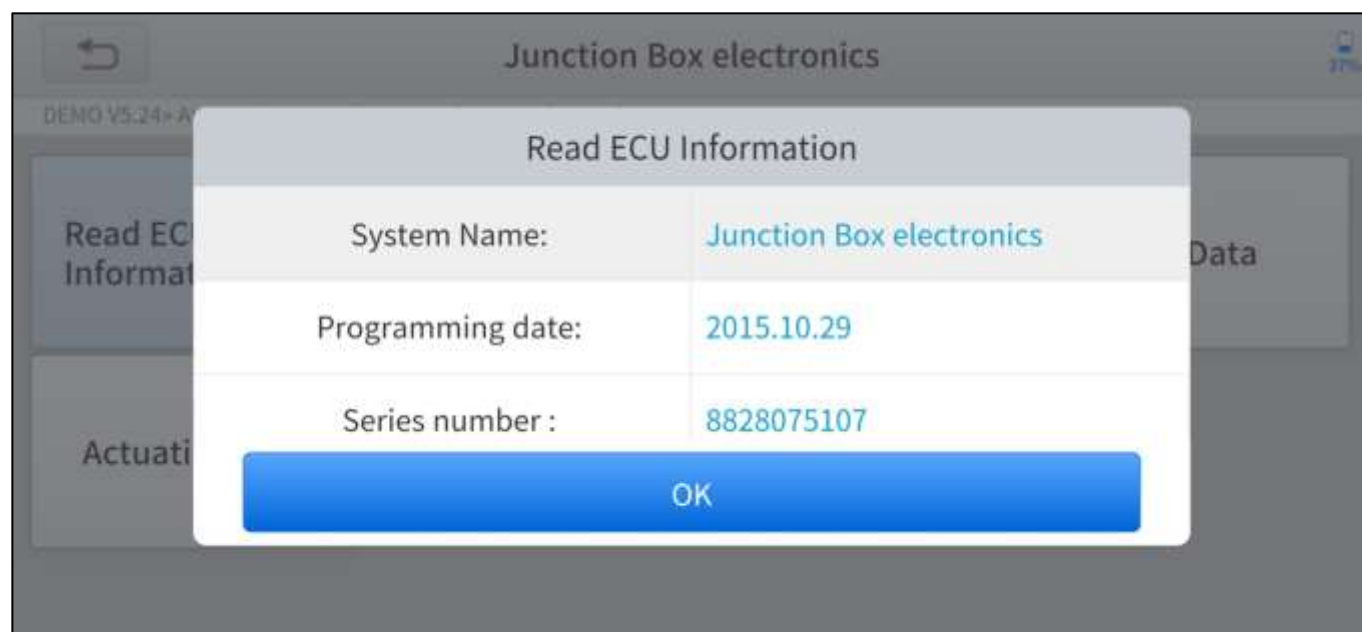 Junction Box electronics
37%
DEMO V5.24> A
Read ECU Information
Read EC
Informat
System Name:
Junction Box electronics
Data
Programming date:
2015.10.29
Series number :
8828075107
Actuati
OK